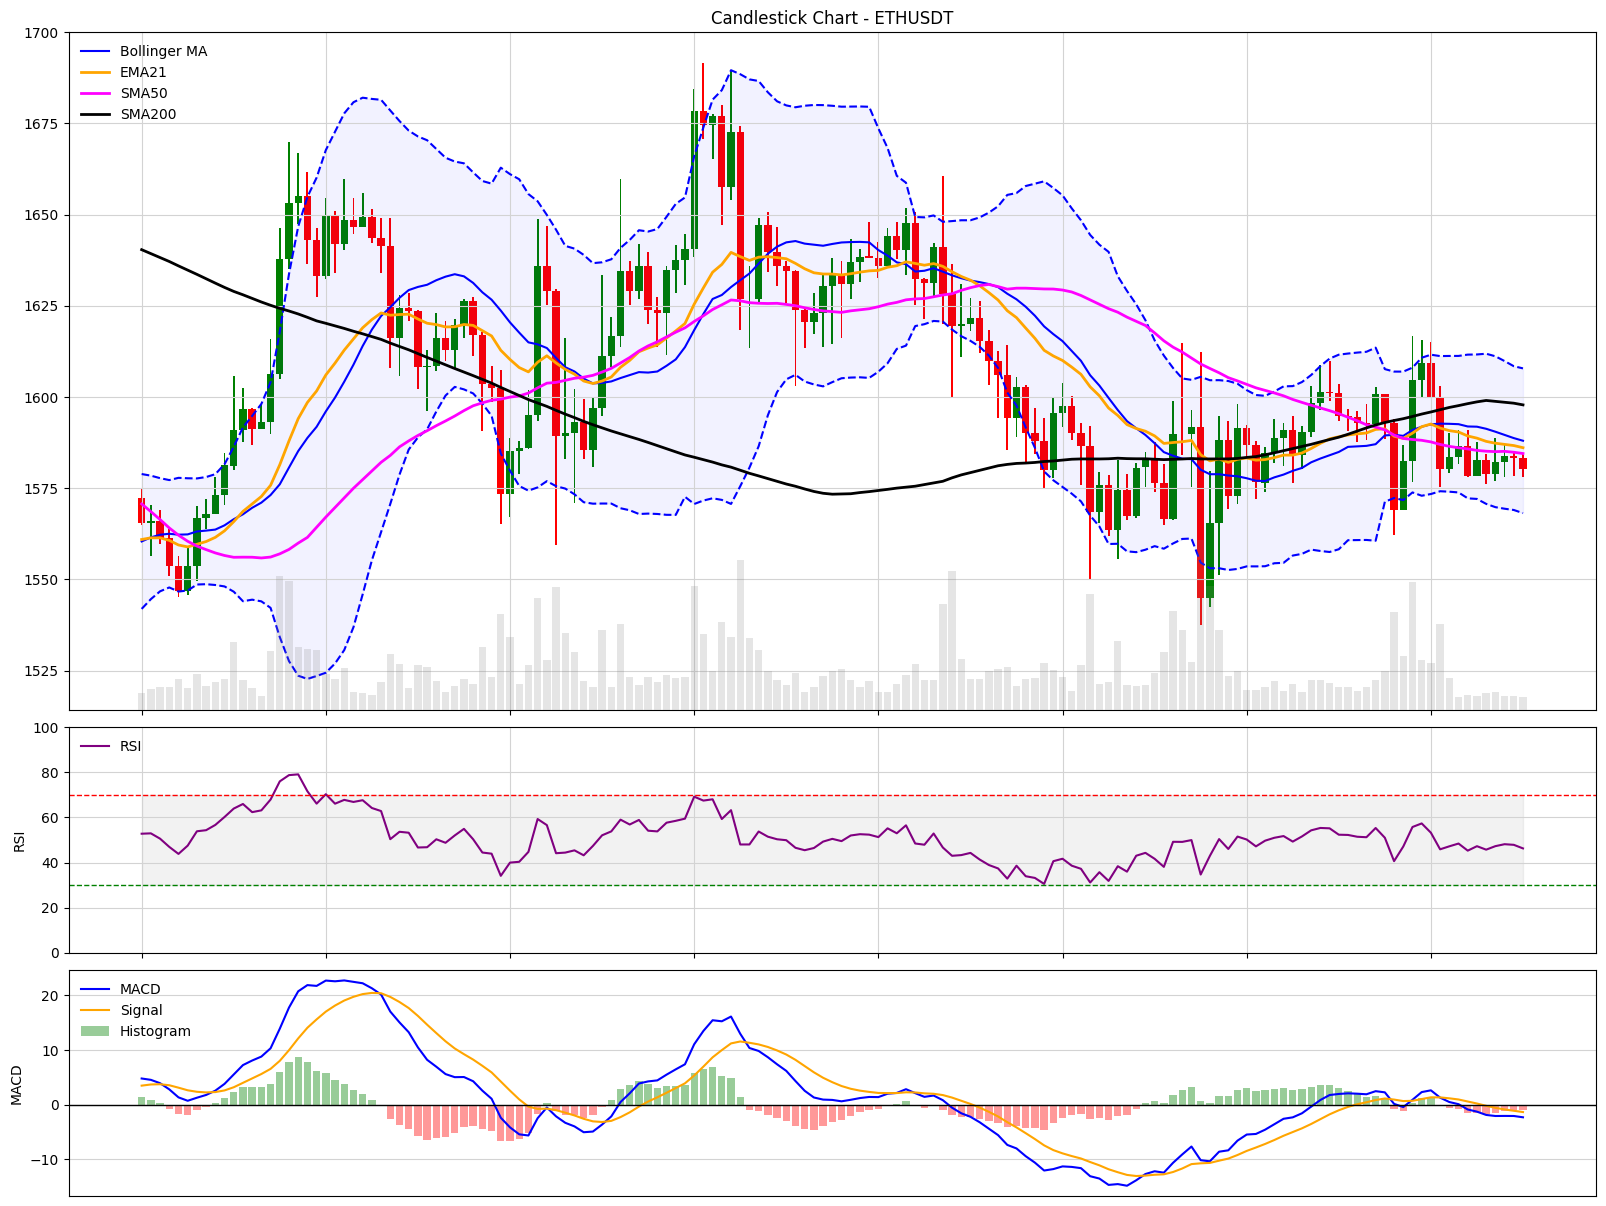 Candlestick Chart - ETHUSDT
1700
1675
1650
1625
1600
1575
1550
1525
Bollinger MA
EMA21
SMA50
SMA200
100
80
60
40
20
0
RSI
RSI
20
10
0
−10
MACD
MACD
Signal
Histogram